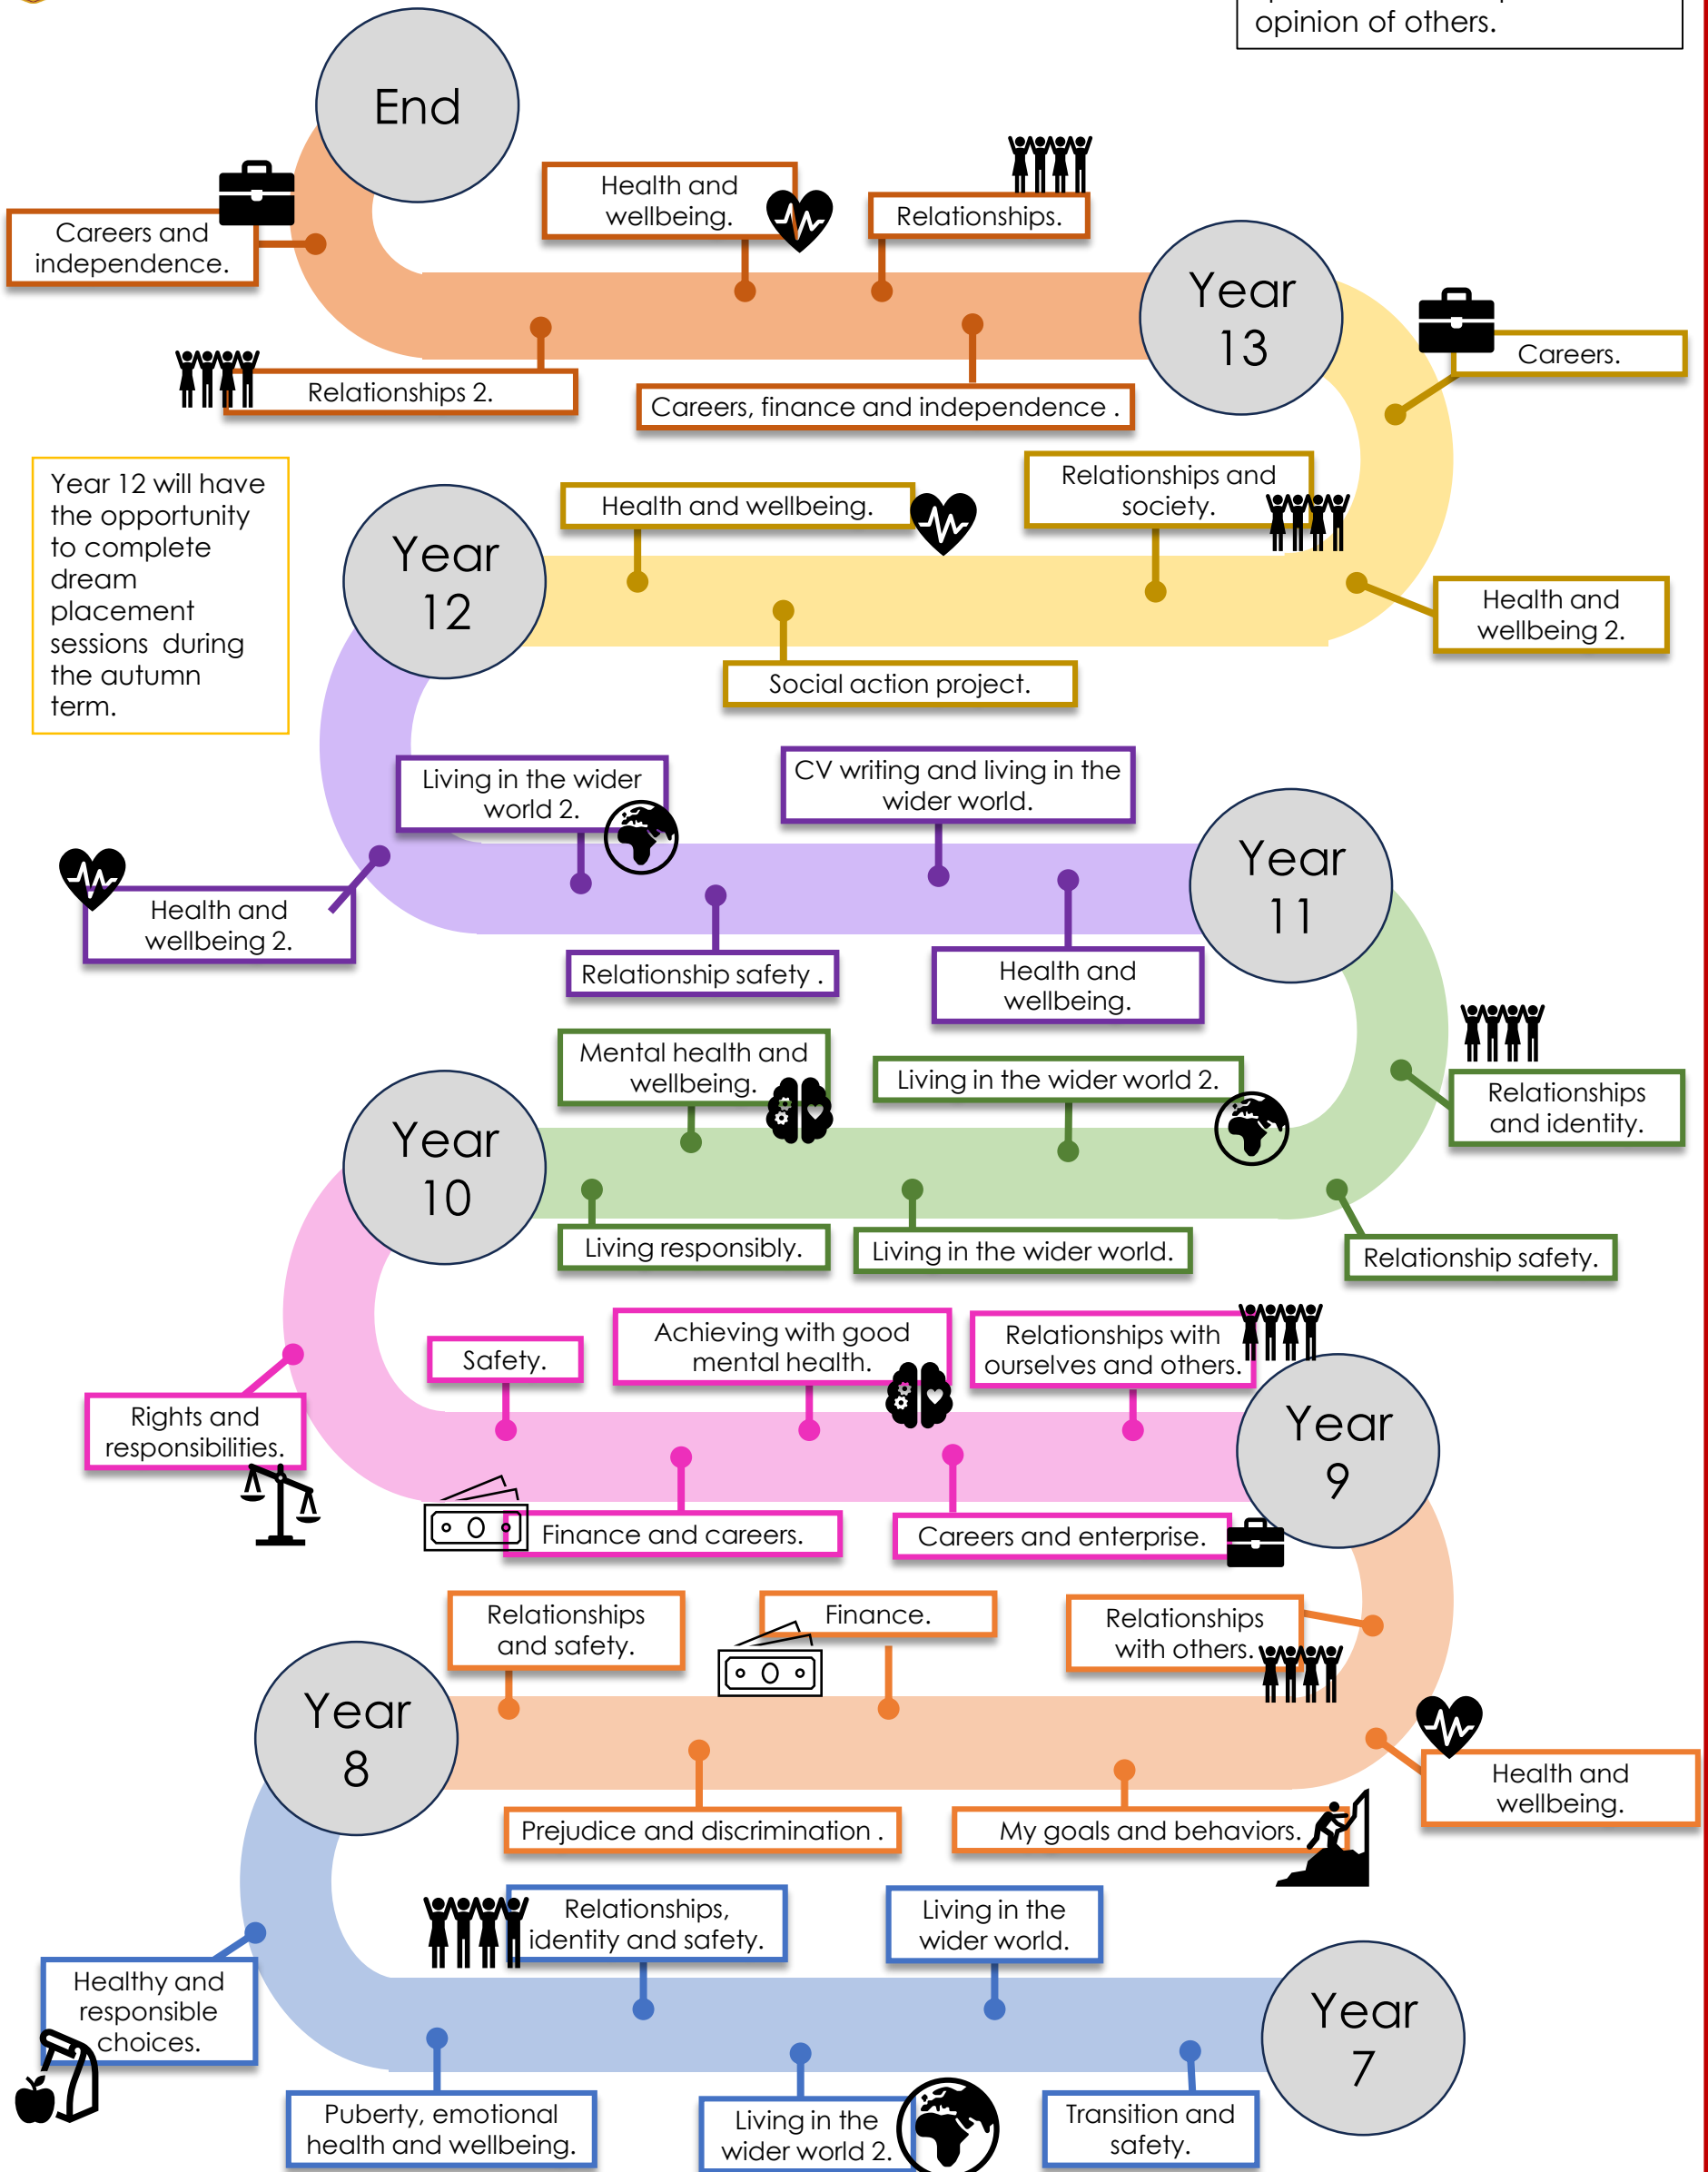 opinion of others.
End
Careers and
independence.
Health and
wellbeing.
Relationships.
Year
13
Careers.
Relationships 2.
Careers, finance and independence .
Year 12 will have
the opportunity
to complete
dream
placement
sessions  during
the autumn
term.
Year
12
Health and wellbeing.
Relationships and
society.
Health and
wellbeing 2.
Social action project.
Living in the wider
world 2.
CV writing and living in the
wider world.
Year
11
Health and
wellbeing 2.
Relationship safety .
Health and
wellbeing.
Mental health and
wellbeing.
Living in the wider world 2.
Relationships
and identity.
Year
10
Living responsibly.
Living in the wider world.
Relationship safety.
Safety.
Achieving with good
mental health.
Relationships with
ourselves and others.
Year
9
Rights and
responsibilities.
Finance and careers.
Careers and enterprise.
Relationships
and safety.
Finance.
Relationships
with others.
Year
8
Health and
wellbeing.
Prejudice and discrimination .
My goals and behaviors.
Relationships,
identity and safety.
Living in the
wider world.
Year
7
Healthy and
responsible
choices.
Puberty, emotional
health and wellbeing.
Living in the
wider world 2.
Transition and
safety.